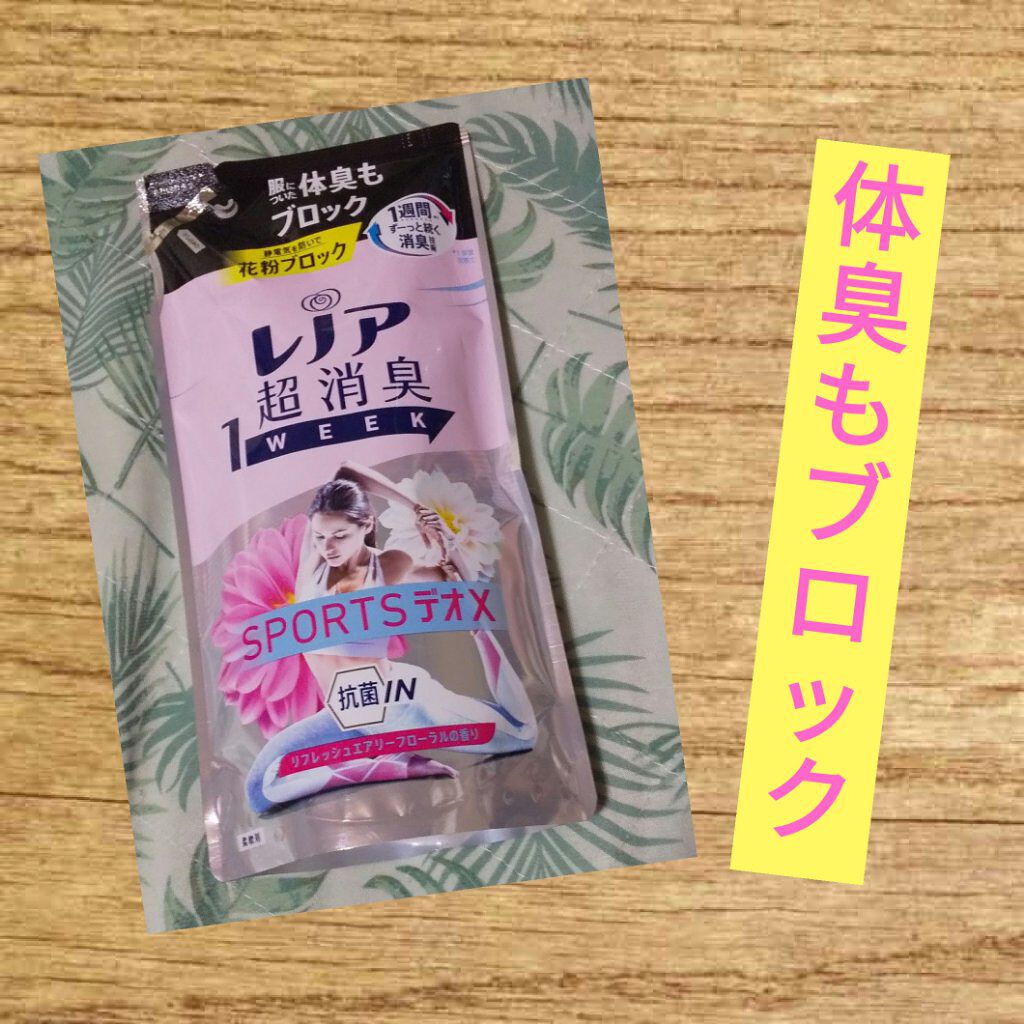 服についた体臭も
ブロック
静電気を防いで
花粉ブロック
1週間
ずーっと続く
消臭
レノア
超消臭
1WEEK
SPORTSデオX
抗菌IN
リフレッシュエアリーフローラルの香り
柔軟剤
体臭もブロック